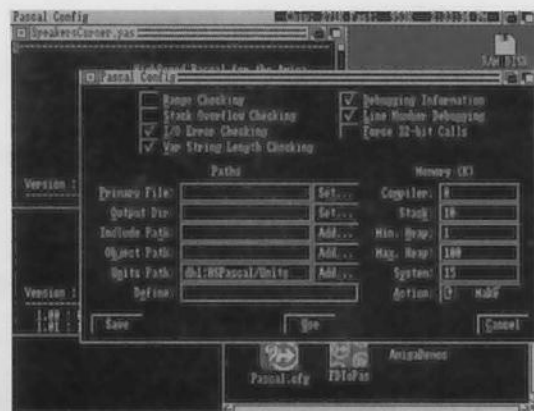 Pascal Config
SpeakersCorner.pas
HighSpeed Pascal for the Amiga
Pascal Config
Range Checking
Stack Overflow Checking
I/O Error Checking
Var String Length Checking
Debugging Information
Line Number Debugging
Force 32-bit Calls
Paths
Memory (K)
Primary File:
Set...
Compiler: 0
Output Dir:
Set...
Stack: 10
Include Path:
Add...
Min. Heap: 1
Object Path:
Add...
Max. Heap: 100
Units Path: dh1:HSPascal/Units
Add...
System: 15
Define:
Action: MAKE
Save
Use
Cancel
Version :
Version :
Pascal.cfg
FDToPas
AmigaDemos